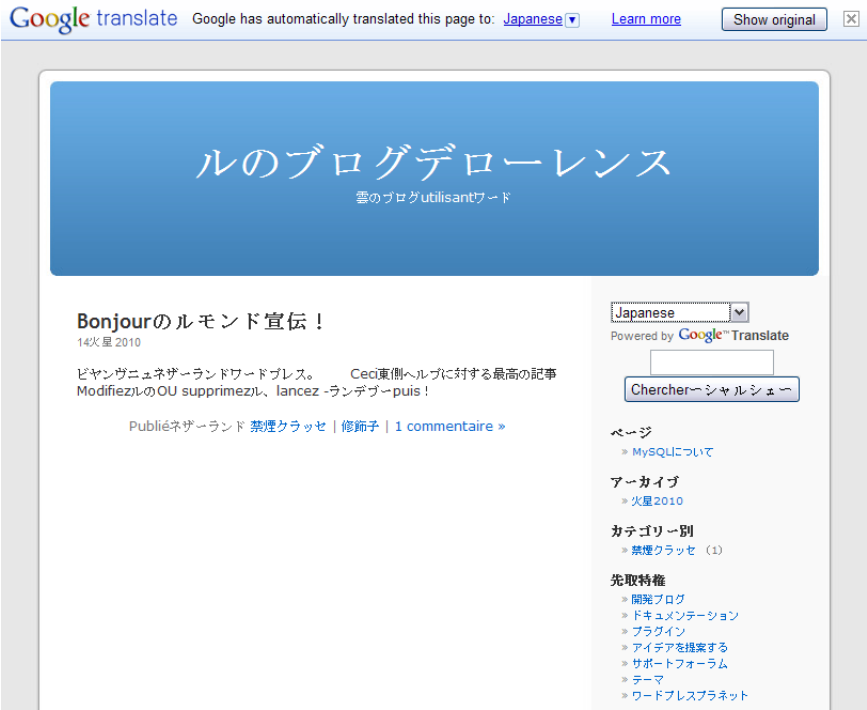 Google translate Google has automatically translated this page to: Japanese Learn more Show original
ルのブログデローレンス
雲のブログutilisantワード
Bonjourのルモンド宣伝！
14火星 2010
ビヤンヴニュネザーランドワードプレス。 Ceci東側ヘルプに対する最高の記事
ModifiezルのOU supprimezル、lancez -ランデブーpuis！
Publiéネザーランド 禁煙クラッセ | 修飾子 | 1 commentaire »
Japanese
Powered by Google™ Translate
Chercherーシャルシュー
ページ
» MySQLについて
アーカイブ
» 火星2010
カテゴリー別
» 禁煙クラッセ （1）
先取特権
» 開発ブログ
» ドキュメンテーション
» プラグイン
» アイデアを提案する
» サポートフォーラム
» テーマ
» ワードプレスプラネット